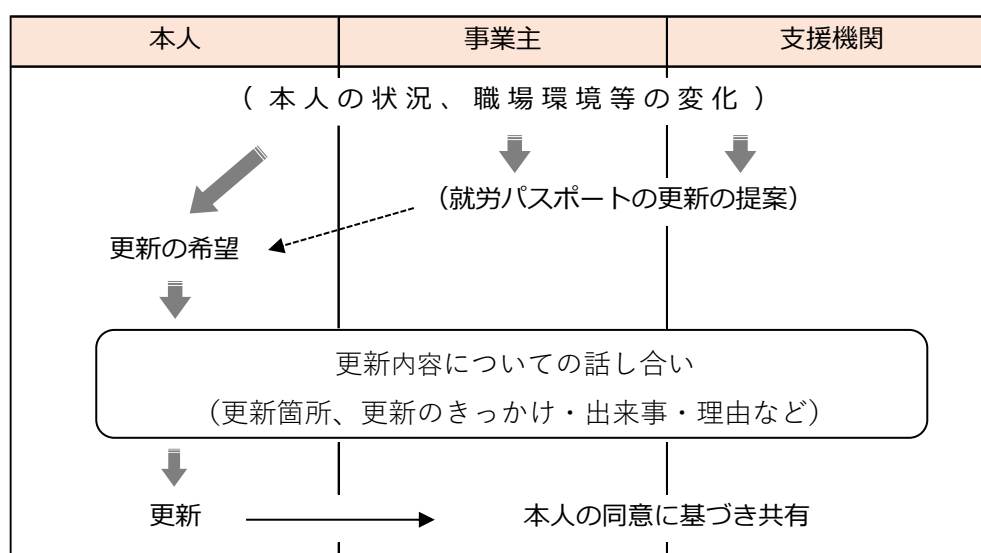 本人 事業主 支援機関
（本人の状況、職場環境等の変化）
（就労パスポートの更新の提案）
更新の希望
更新内容についての話し合い
（更新箇所、更新のきっかけ・出来事・理由など）
更新 本人の同意に基づき共有